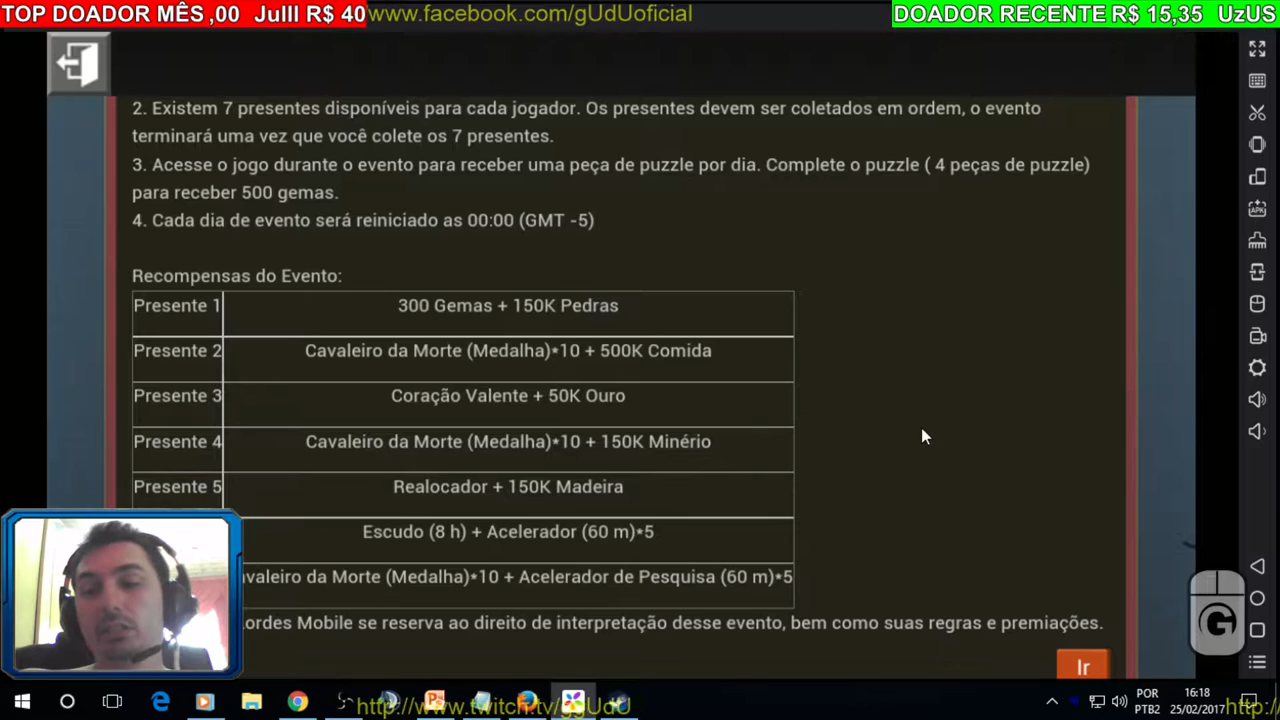 TOP DOADOR MÊS ,00 JulII R$ 40
www.facebook.com/gUdUoficial
DOADOR RECENTE R$ 15,35 UzUS
2. Existem 7 presentes disponíveis para cada jogador. Os presentes devem ser coletados em ordem, o evento
terminará uma vez que você colete os 7 presentes.
3. Acesse o jogo durante o evento para receber uma peça de puzzle por dia. Complete o puzzle ( 4 peças de puzzle)
para receber 500 gemas.
4. Cada dia de evento será reiniciado as 00:00 (GMT -5)
Recompensas do Evento:
Presente 1 300 Gemas + 150K Pedras
Presente 2 Cavaleiro da Morte (Medalha)*10 + 500K Comida
Presente 3 Coração Valente + 50K Ouro
Presente 4 Cavaleiro da Morte (Medalha)*10 + 150K Minério
Presente 5 Realocador + 150K Madeira
Escudo (8 h) + Acelerador (60 m)*5
avaleiro da Morte (Medalha)*10 + Acelerador de Pesquisa (60 m)*5
ordes Mobile se reserva ao direito de interpretação desse evento, bem como suas regras e premiações.
Ir
APK
G
http://www.twitch.tv/ggUdU
POR
PTB2
16:18
25/02/2017
http:/